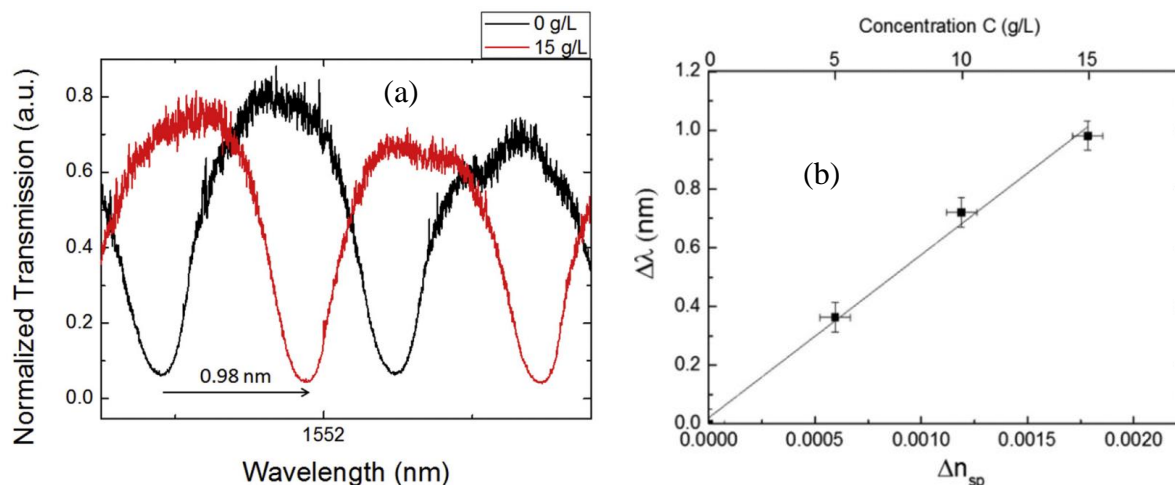 0 g/L
15 g/L
(a)
Normalized Transmission (a.u.)
0.8
0.6
0.4
0.2
0.0
0.98 nm
1552
Wavelength (nm)
Concentration C (g/L)
0 5 10 15
(b)
Δλ (nm)
1.2
1.0
0.8
0.6
0.4
0.2
0.0
0.0000 0.0005 0.0010 0.0015 0.0020
Δn_sp